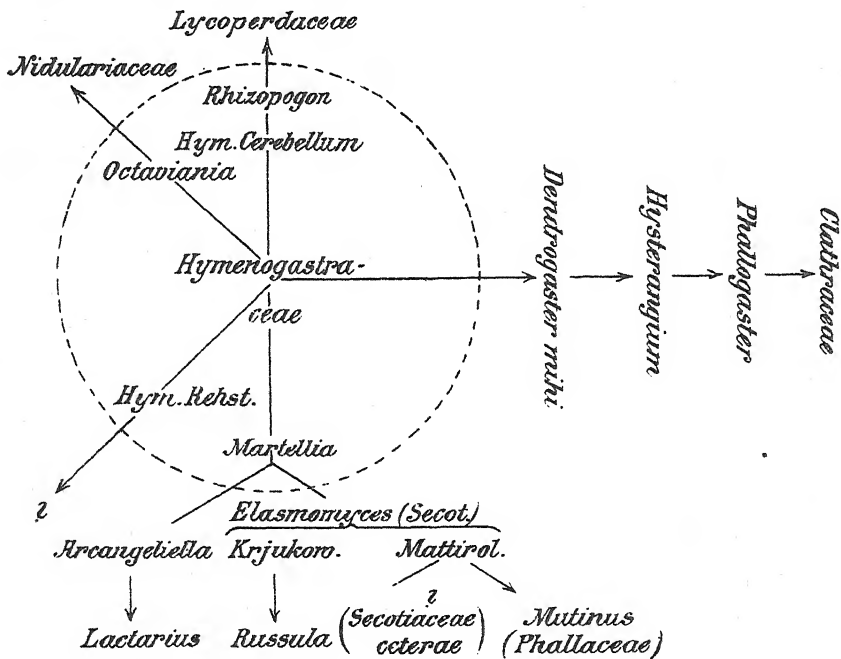 Lycoperdaceae
Nidulariaceae
Rhizopogon
Hym. Cerebellum
Octaviania
Hymenogastra-
ceae
Dendrogaster mihi
Hysterangium
Phallogaster
Clathraceae
Hym. Rehst.
Martellia
?
Elasmomyces (Secot.)
Arcangeliella Krjukow. Mattirol.
?
Lactarius Russula (Secotiaceae Mutinus
ceterae) (Phallaceae)